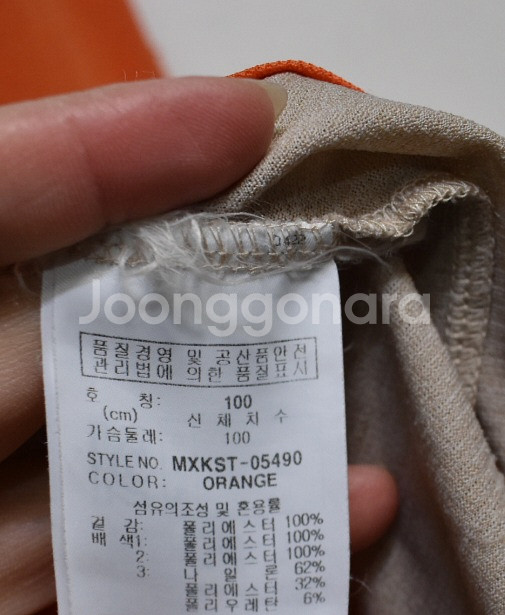 Joonggonara
품질경영 및 공산품안전
관리법에 의한 품질표시
호 칭: 100
(cm) 신 체 치 수
가슴둘레: 100
STYLE NO. MXKST-05490
COLOR: ORANGE
섬유의조성 및 혼용률
겉 감: 폴리에스터 100%
배 색1: 폴리에스터 100%
2: 폴리에스터 100%
3: 나 일 론 62%
폴리에스터 32%
폴리우레탄 6%